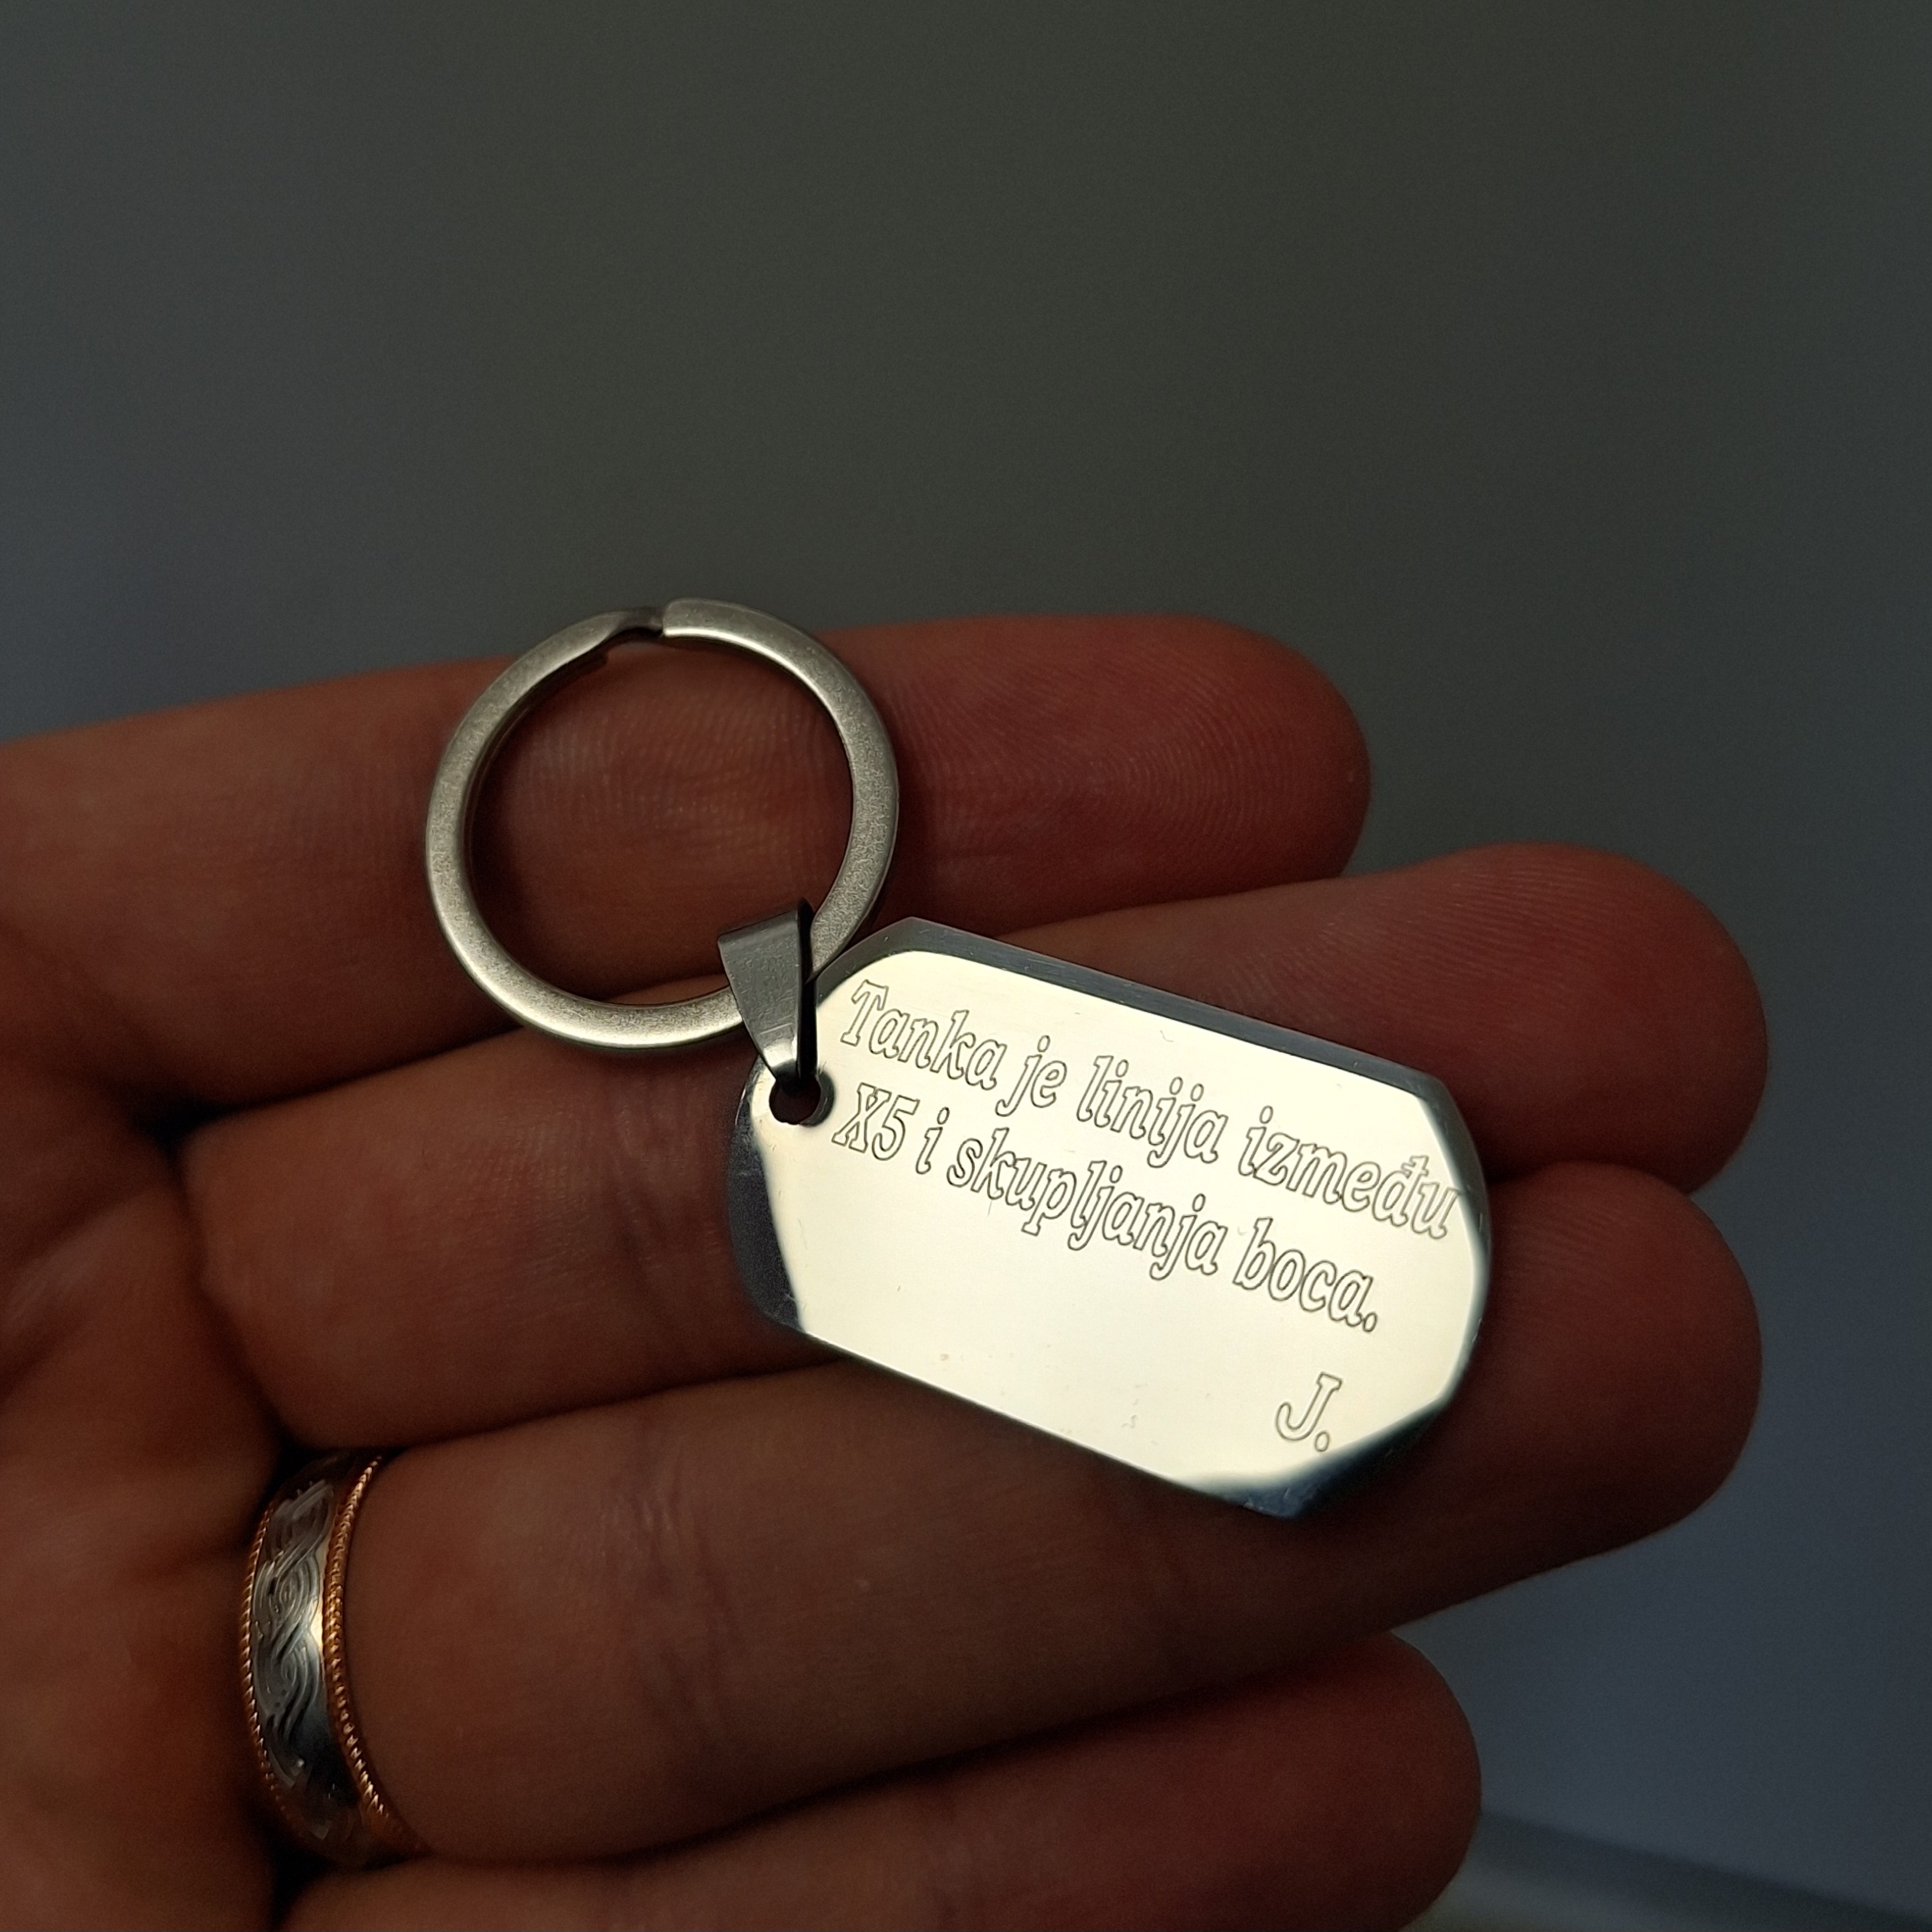 Tanka je linija između
X5 i skupljanja boca.
J.